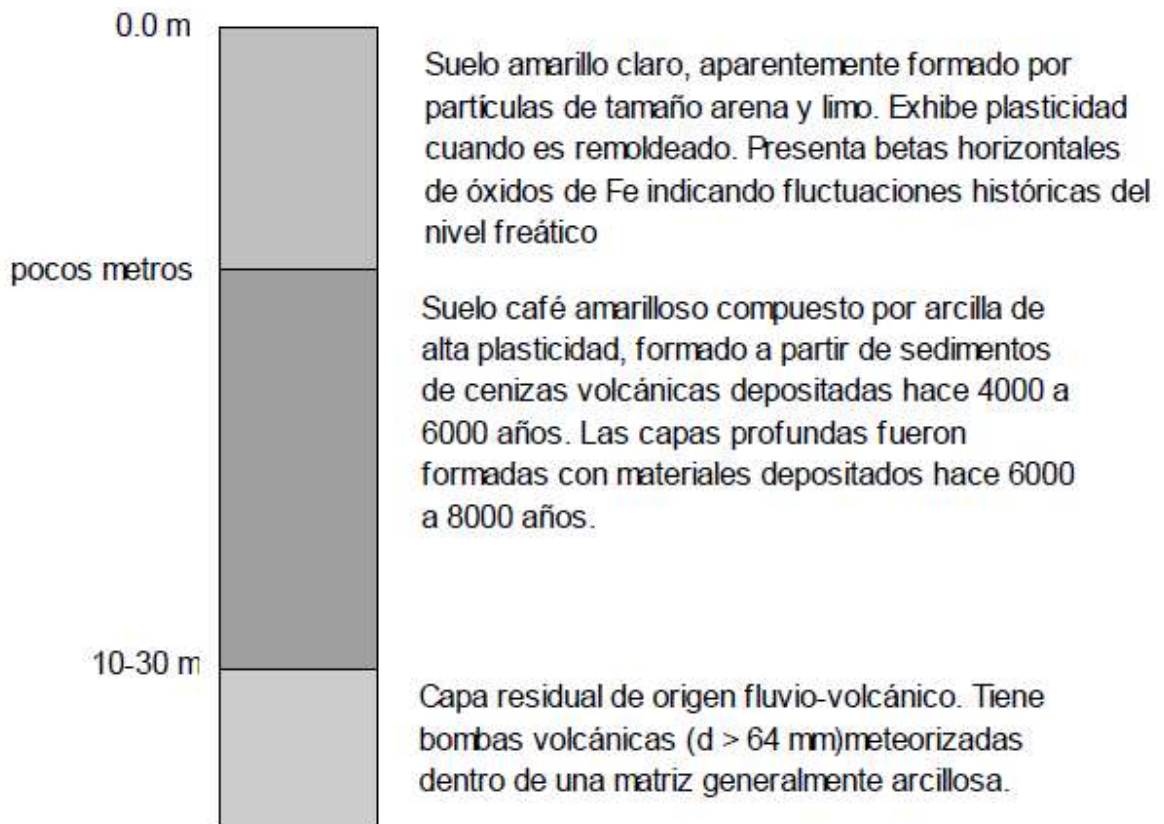 0.0 m
Suelo amarillo claro, aparentemente formado por
partículas de tamaño arena y limo. Exhibe plasticidad
cuando es remoldeado. Presenta betas horizontales
de óxidos de Fe indicando fluctuaciones históricas del
nivel freático
pocos metros
Suelo café amarilloso compuesto por arcilla de
alta plasticidad, formado a partir de sedimentos
de cenizas volcánicas depositadas hace 4000 a
6000 años. Las capas profundas fueron
formadas con materiales depositados hace 6000
a 8000 años.
10-30 m
Capa residual de origen fluvio-volcánico. Tiene
bombas volcánicas (d > 64 mm)meteorizadas
dentro de una matriz generalmente arcillosa.